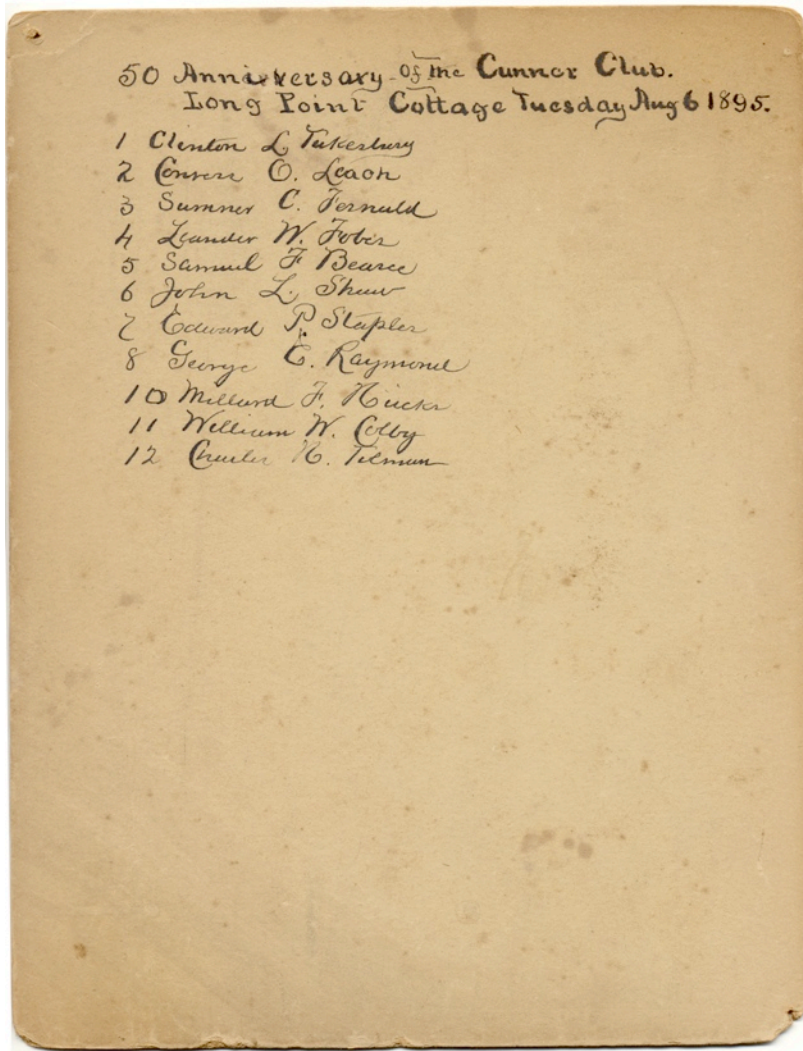 50 Anniversary of the Cunner Club.
Long Point Cottage Tuesday Aug 6 1895.
1 Clinton L. Tukesbury
2 Convers O. Leach
3 Sumner C. Fernald
4 Leander W. Fobes
5 Samuel F Bearce
6 John L. Shaw
7 Edward P. Staples
8 George E. Raymond
10 Millard F. Hicks
11 William W. Colby
12 Charles H. Tolman